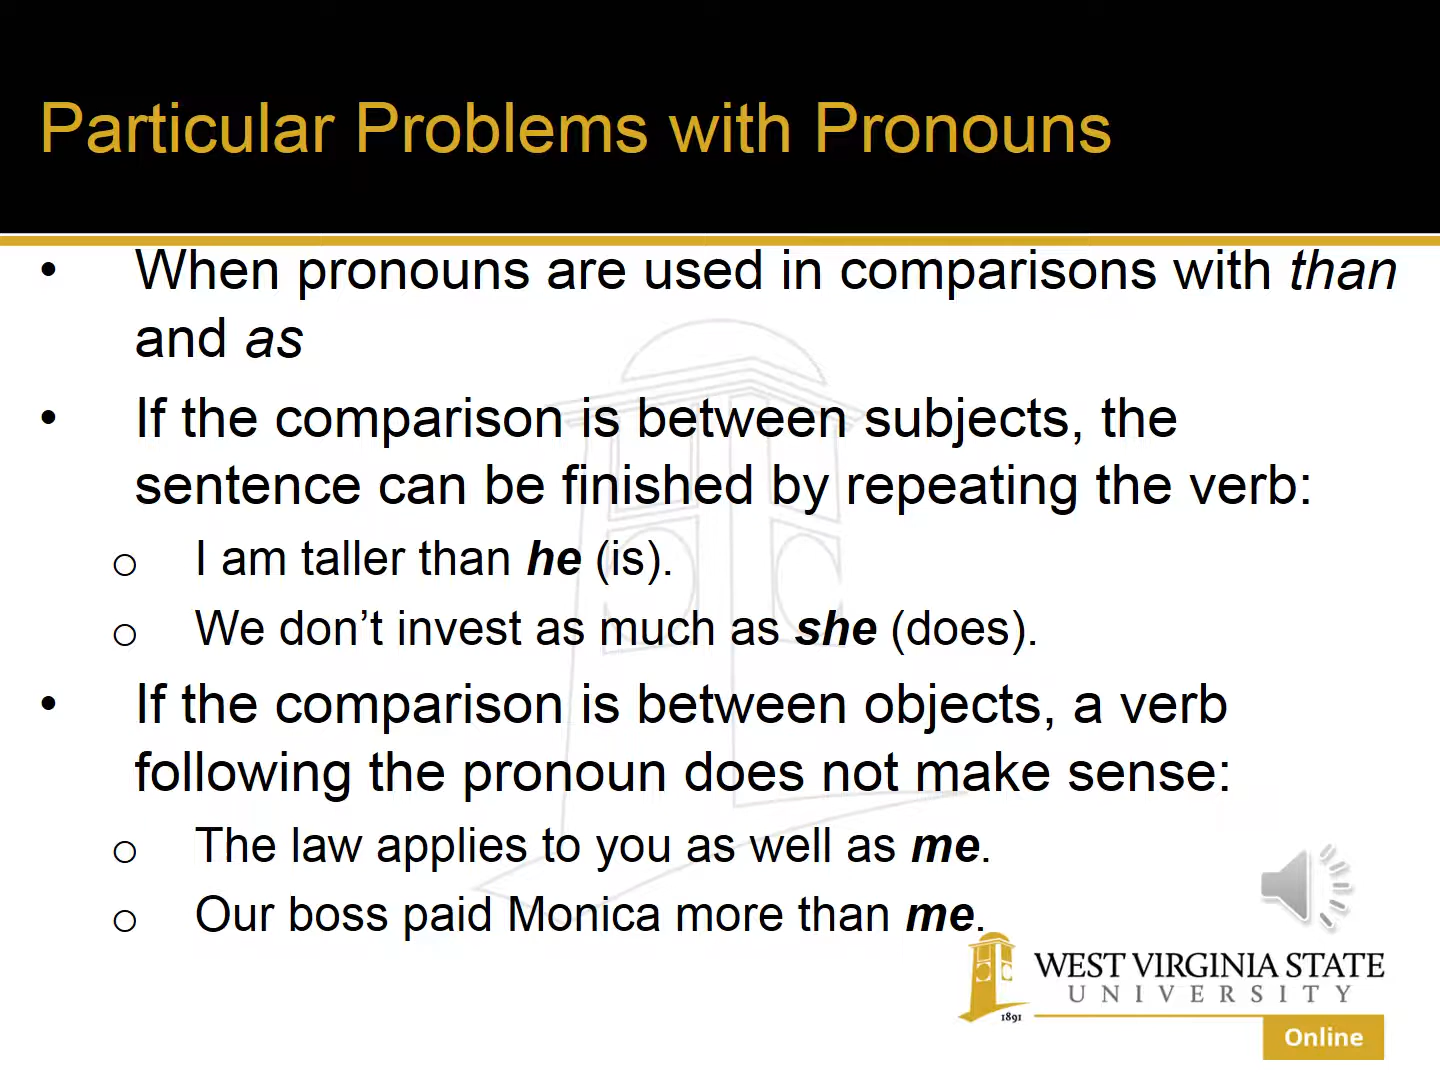 Particular Problems with Pronouns
• When pronouns are used in comparisons with than
and as
• If the comparison is between subjects, the
sentence can be finished by repeating the verb:
o I am taller than he (is).
o We don’t invest as much as she (does).
• If the comparison is between objects, a verb
following the pronoun does not make sense:
o The law applies to you as well as me.
o Our boss paid Monica more than me.
WEST VIRGINIA STATE
UNIVERSITY
1891
Online